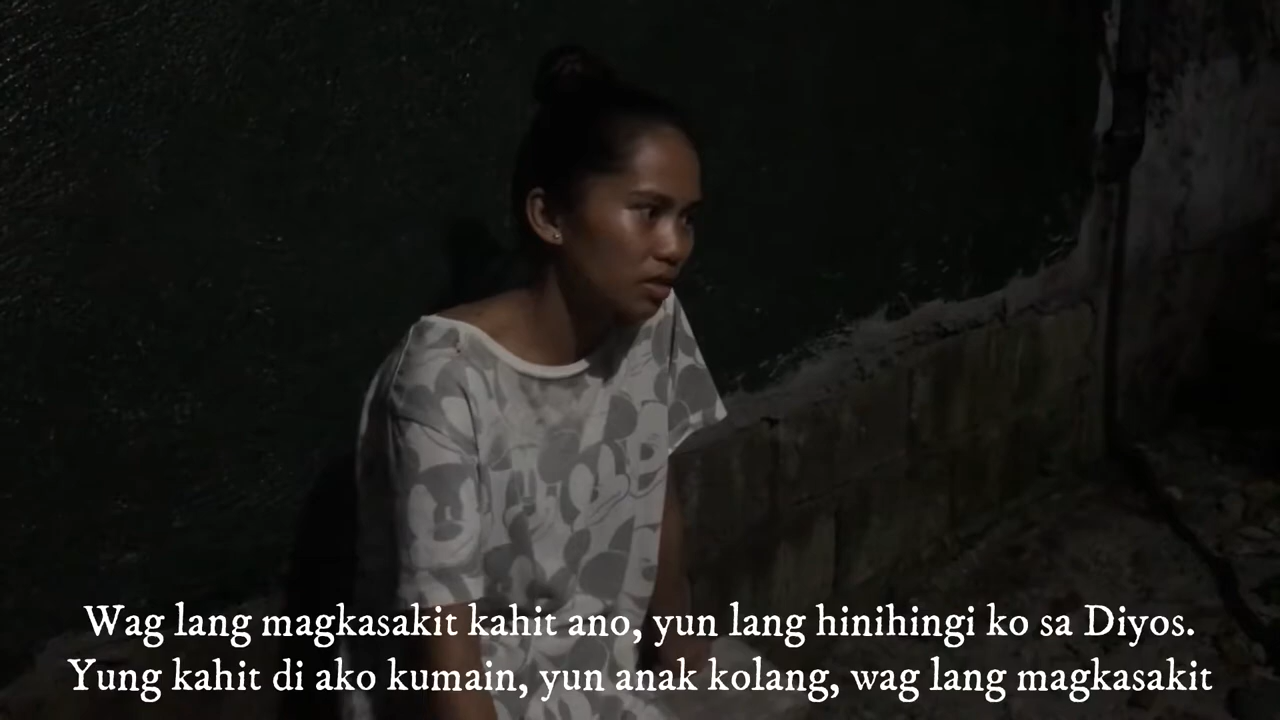 Wag lang magkasakit kahit ano, yun lang hinihingi ko sa Diyos.
Yung kahit di ako kumain, yun anak kolang, wag lang magkasakit